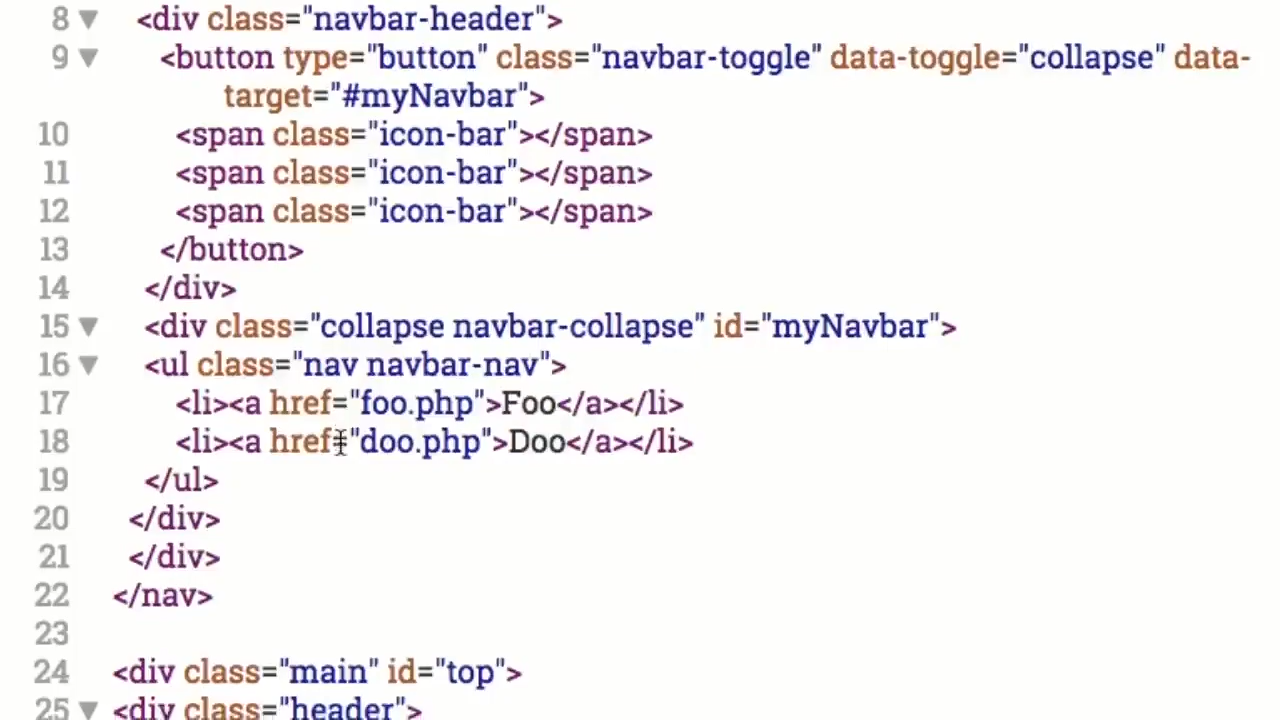 8 <div class="navbar-header">
9 <button type="button" class="navbar-toggle" data-toggle="collapse" data-
target="#myNavbar">
10 <span class="icon-bar"></span>
11 <span class="icon-bar"></span>
12 <span class="icon-bar"></span>
13 </button>
14 </div>
15 <div class="collapse navbar-collapse" id="myNavbar">
16 <ul class="nav navbar-nav">
17 <li><a href="foo.php">Foo</a></li>
18 <li><a href="doo.php">Doo</a></li>
19 </ul>
20 </div>
21 </div>
22 </nav>
23
24 <div class="main" id="top">
25 <div class="header">